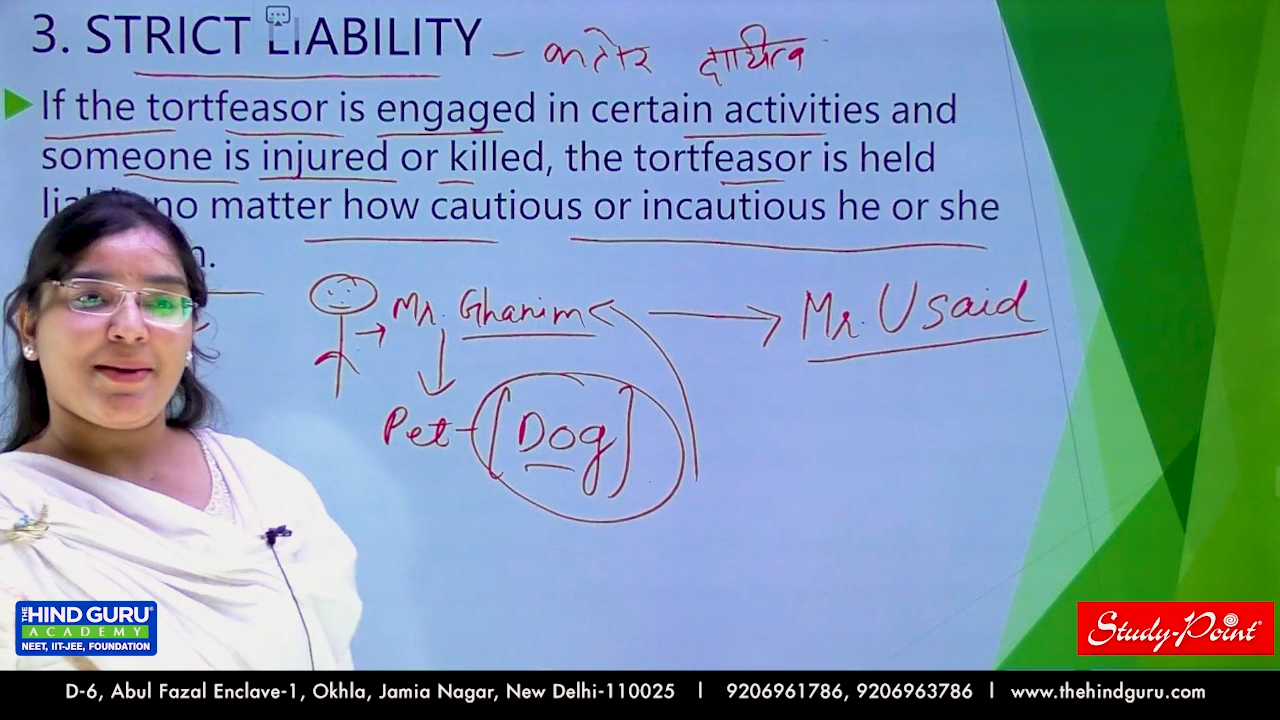 3. STRICT LIABILITY – कठोर दायित्व
If the tortfeasor is engaged in certain activities and
someone is injured or killed, the tortfeasor is held
no matter how cautious or incautious he or she
Mr. Ghanim
Mr. Usaid
Pet - [Dog]
THE HIND GURU
ACADEMY
NEET, IIT-JEE, FOUNDATION
Study-Point
D-6, Abul Fazal Enclave-1, Okhla, Jamia Nagar, New Delhi-110025 | 9206961786, 9206963786 | www.thehindguru.com